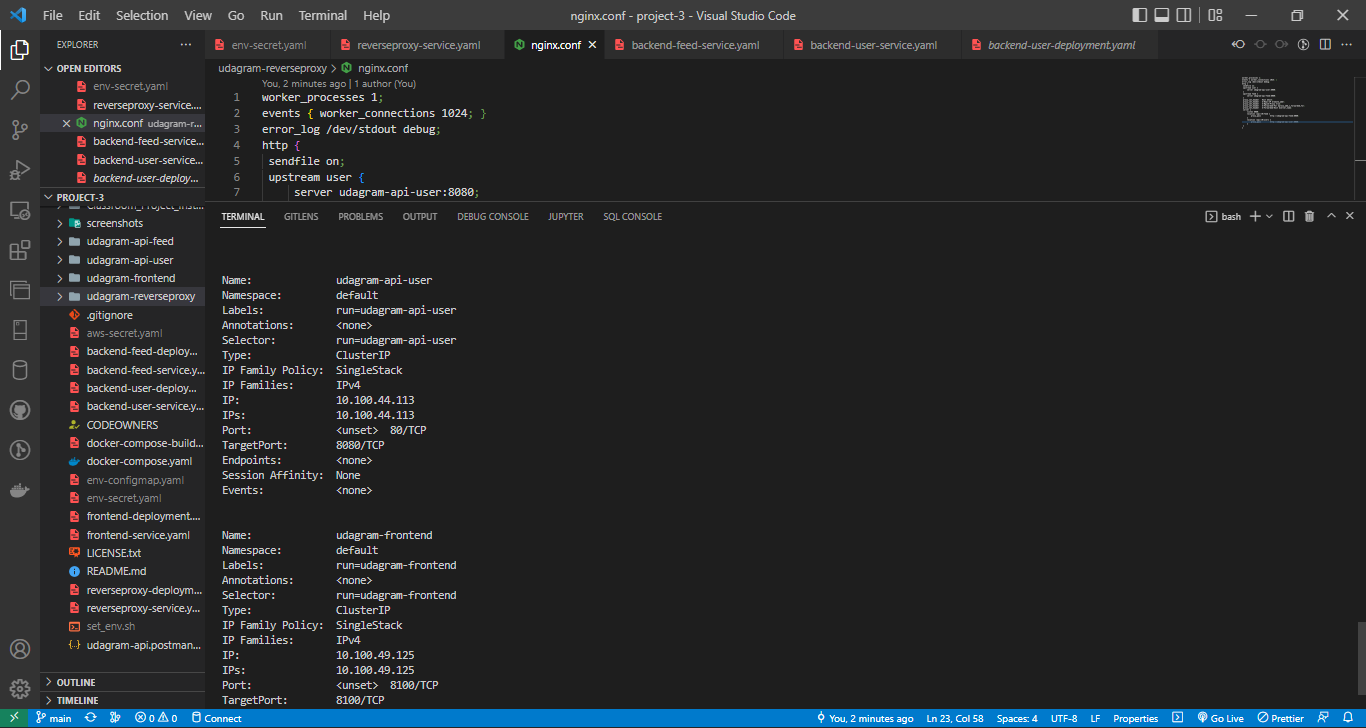 File Edit Selection View Go Run Terminal Help nginx.conf - project-3 - Visual Studio Code
EXPLORER
OPEN EDITORS
env-secret.yaml
reverseproxy-service....
nginx.conf udagram-r...
backend-feed-service...
backend-user-service...
backend-user-deploy...
PROJECT-3
screenshots
udagram-api-feed
udagram-api-user
udagram-frontend
udagram-reverseproxy
.gitignore
aws-secret.yaml
backend-feed-deploy...
backend-feed-service.y...
backend-user-deploy...
backend-user-service.y...
CODEOWNERS
docker-compose-build...
docker-compose.yaml
env-configmap.yaml
env-secret.yaml
frontend-deployment....
frontend-service.yaml
LICENSE.txt
README.md
reverseproxy-deploym...
reverseproxy-service.y...
set_env.sh
udagram-api.postman...
OUTLINE
TIMELINE
env-secret.yaml reverseproxy-service.yaml nginx.conf backend-feed-service.yaml backend-user-service.yaml backend-user-deployment.yaml
udagram-reverseproxy > nginx.conf
You, 2 minutes ago | 1 author (You)
1 worker_processes 1;
2 events { worker_connections 1024; }
3 error_log /dev/stdout debug;
4 http {
5 sendfile on;
6 upstream user {
7 server udagram-api-user:8080;
TERMINAL GITLENS PROBLEMS OUTPUT DEBUG CONSOLE JUPYTER SQL CONSOLE bash
Name: udagram-api-user
Namespace: default
Labels: run=udagram-api-user
Annotations: <none>
Selector: run=udagram-api-user
Type: ClusterIP
IP Family Policy: SingleStack
IP Families: IPv4
IP: 10.100.44.113
IPs: 10.100.44.113
Port: <unset> 80/TCP
TargetPort: 8080/TCP
Endpoints: <none>
Session Affinity: None
Events: <none>
Name: udagram-frontend
Namespace: default
Labels: run=udagram-frontend
Annotations: <none>
Selector: run=udagram-frontend
Type: ClusterIP
IP Family Policy: SingleStack
IP Families: IPv4
IP: 10.100.49.125
IPs: 10.100.49.125
Port: <unset> 8100/TCP
TargetPort: 8100/TCP
main 0 0 Connect You, 2 minutes ago Ln 23, Col 58 Spaces: 4 UTF-8 LF Properties Go Live Prettier